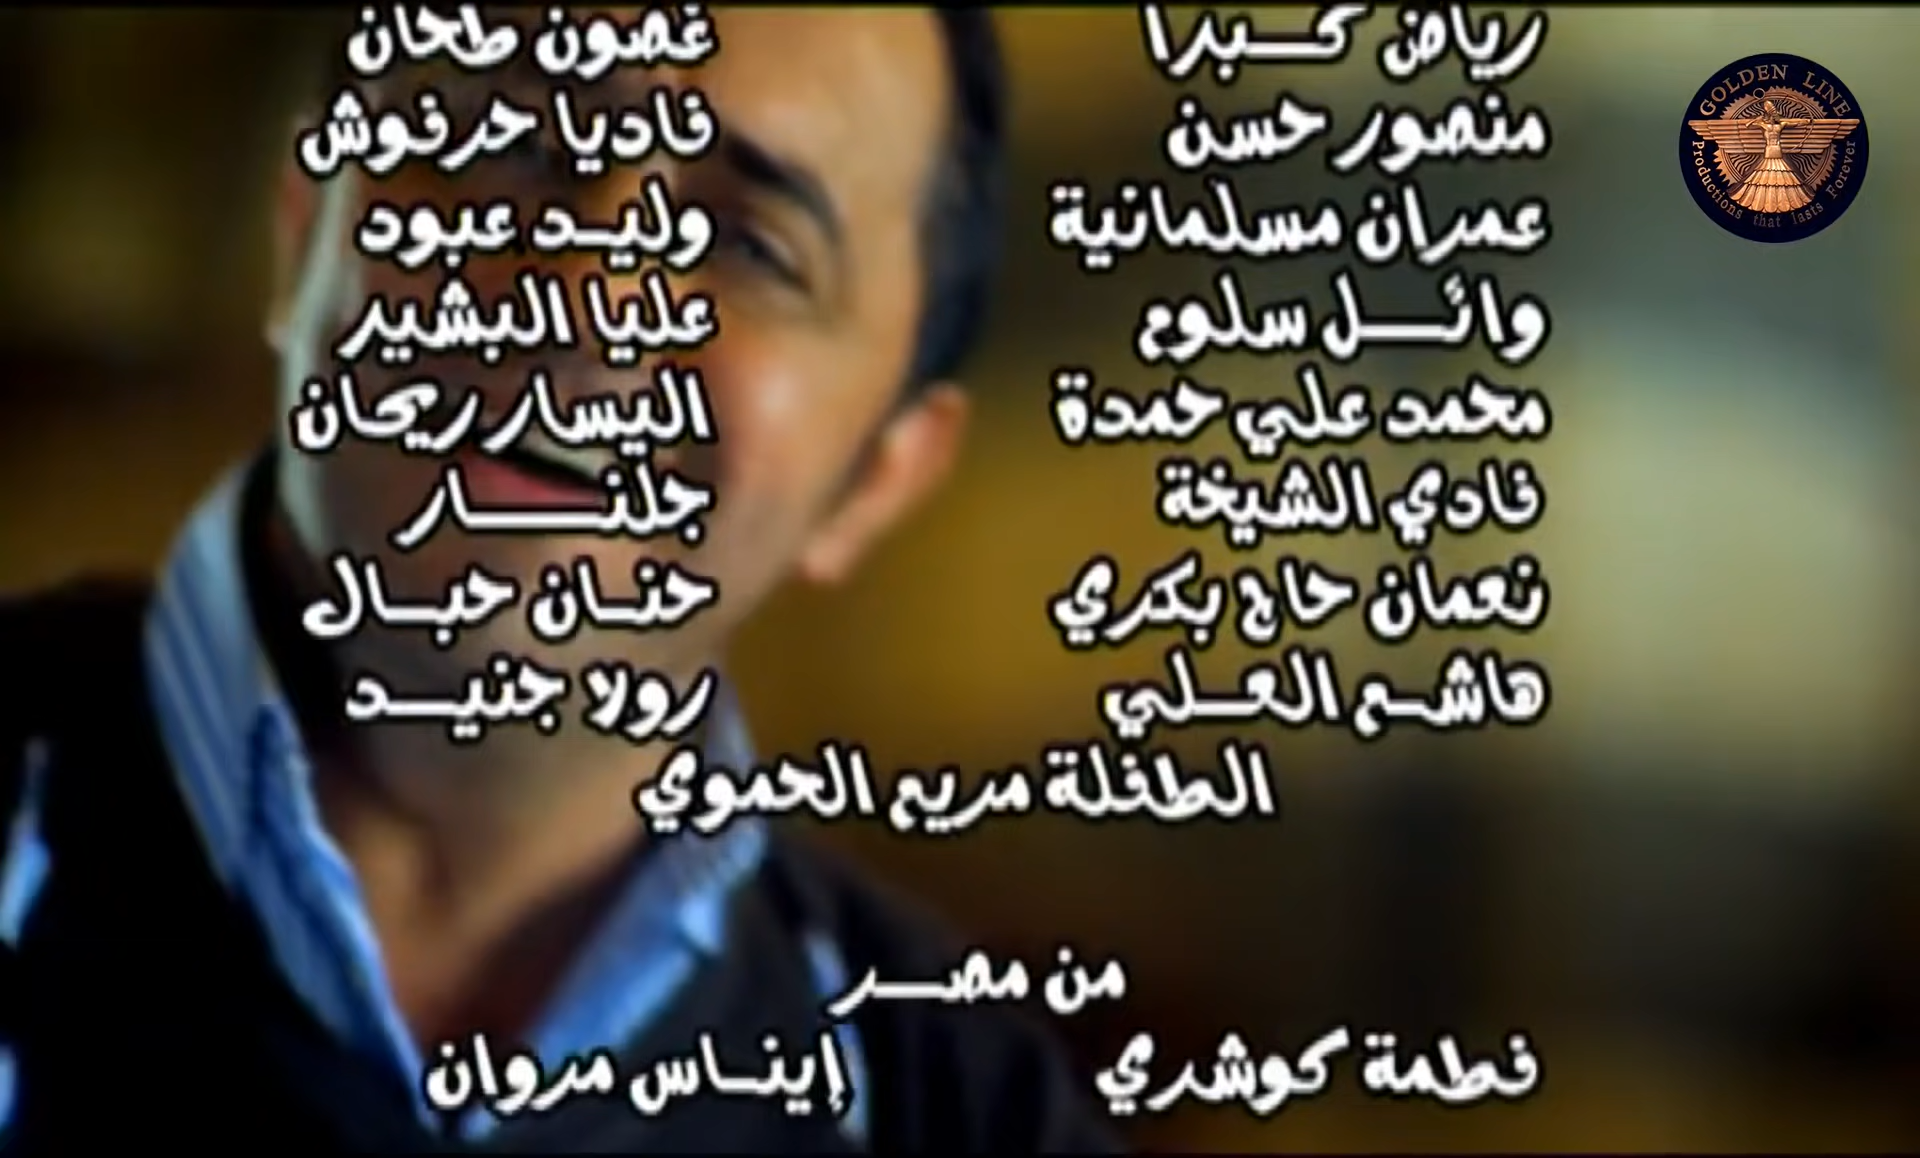 رياض كبرا غصون طحان
منصور حسن فاديا حرفوش
عمران مسلمانية وليد عبود
وائل سلوم عليا البشير
محمد علي حمدة اليسار ريحان
فادي الشيخة جلنار
نعمان حاج بكري حنان حبال
هاشم العلي رولا جنيد
الطفلة مريم الحموي
من مصر
فطمة كوشري إيناس مروان
GOLDEN LINE
Productions that lasts Forever